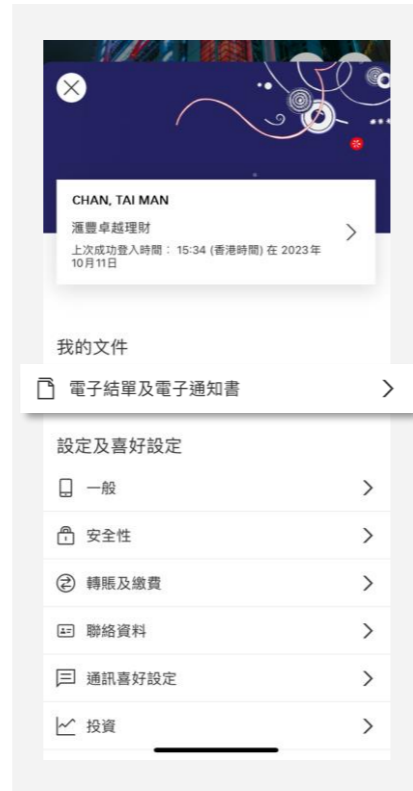 CHAN, TAI MAN
滙豐卓越理財
上次成功登入時間： 15:34 (香港時間) 在 2023年
10月11日
我的文件
電子結單及電子通知書
設定及喜好設定
一般
安全性
轉賬及繳費
聯絡資料
通訊喜好設定
投資